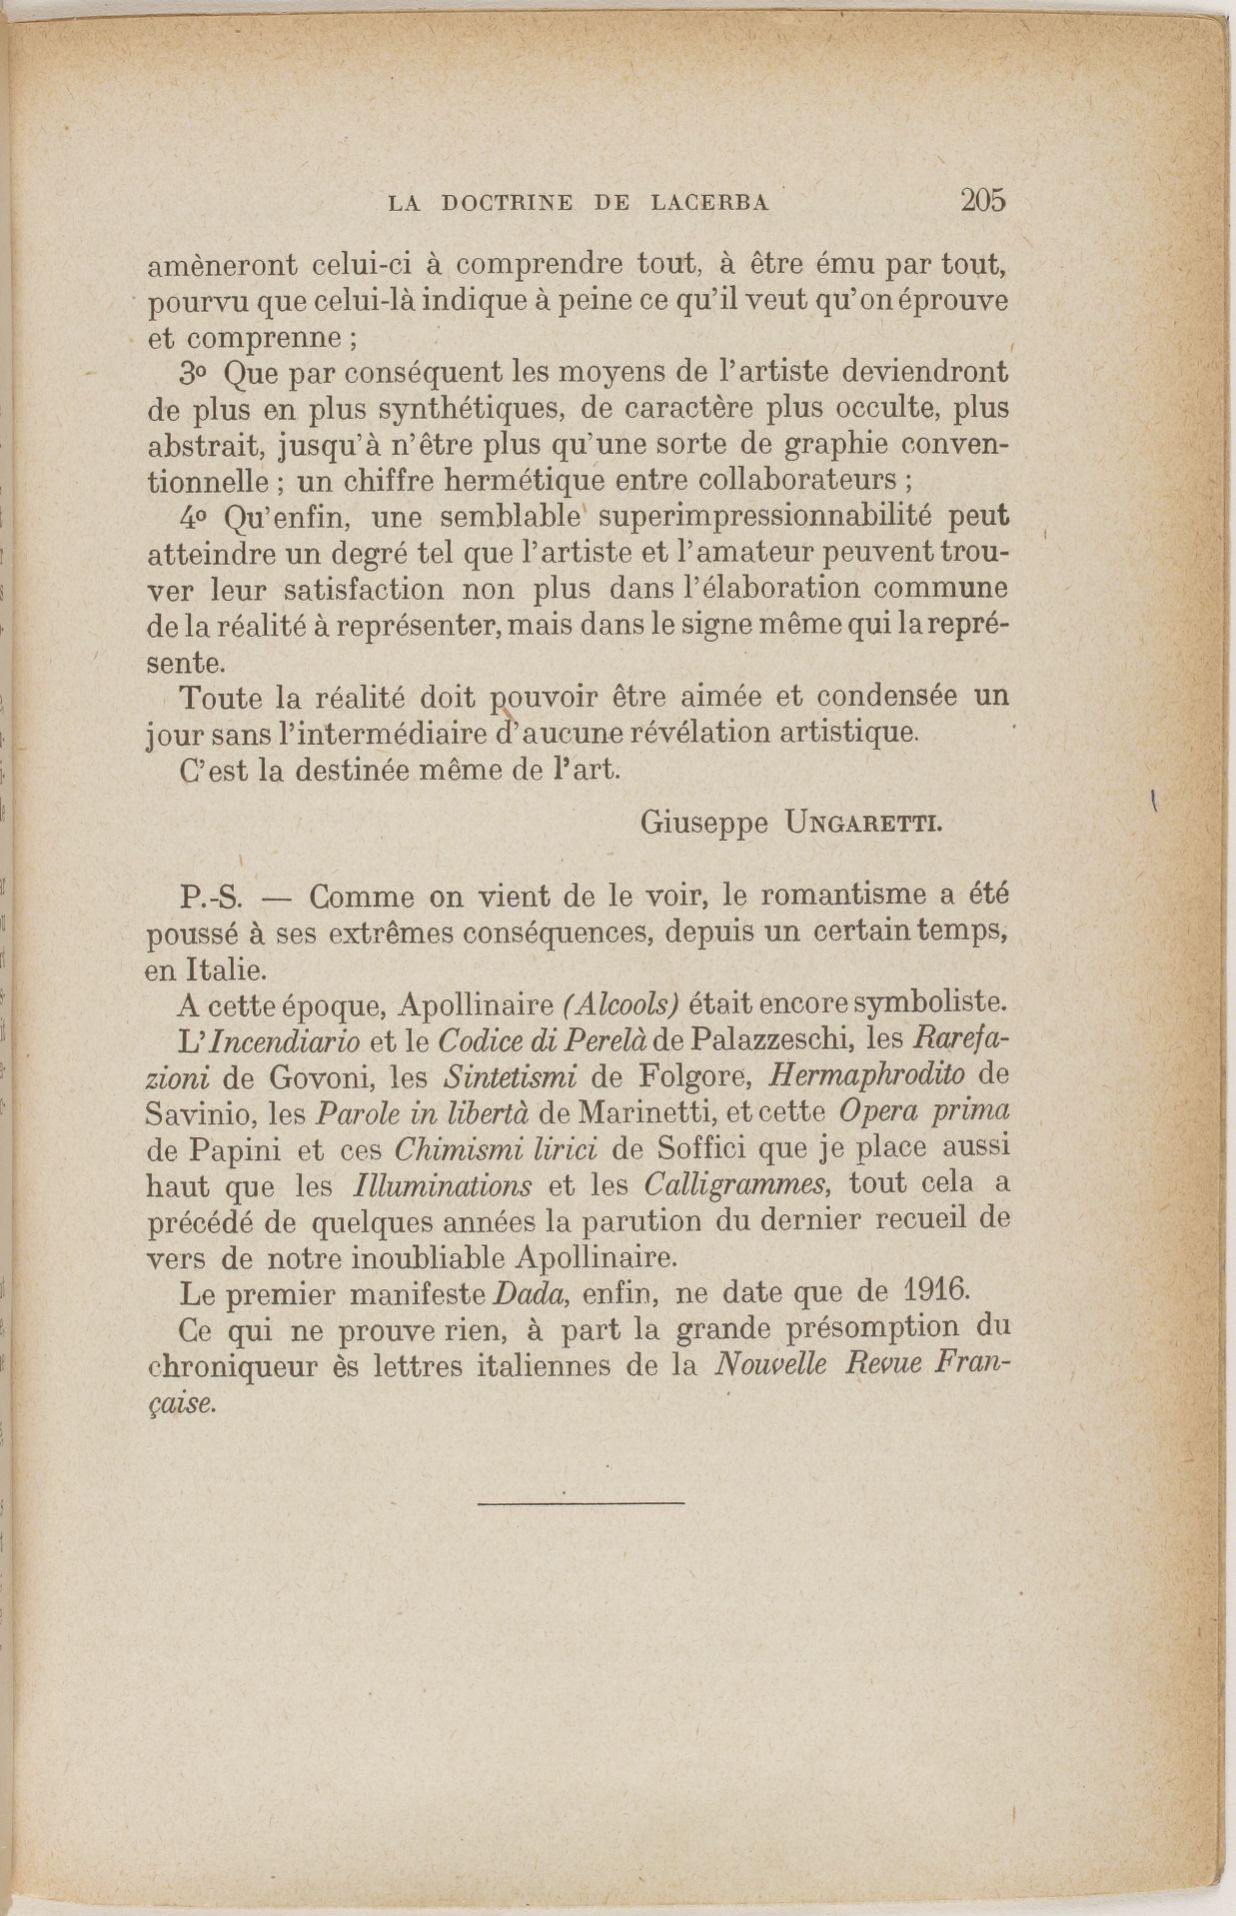 LA DOCTRINE DE LACERBA 205
amèneront celui-ci à comprendre tout, à être ému par tout,
pourvu que celui-là indique à peine ce qu'il veut qu'on éprouve
et comprenne ;
3º Que par conséquent les moyens de l'artiste deviendront
de plus en plus synthétiques, de caractère plus occulte, plus
abstrait, jusqu'à n'être plus qu'une sorte de graphie conven-
tionnelle ; un chiffre hermétique entre collaborateurs ;
4º Qu'enfin, une semblable superimpressionnabilité peut
atteindre un degré tel que l'artiste et l'amateur peuvent trou-
ver leur satisfaction non plus dans l'élaboration commune
de la réalité à représenter, mais dans le signe même qui la repré-
sente.
Toute la réalité doit pouvoir être aimée et condensée un
jour sans l'intermédiaire d'aucune révélation artistique.
C'est la destinée même de l'art.
Giuseppe UNGARETTI.
P.-S. — Comme on vient de le voir, le romantisme a été
poussé à ses extrêmes conséquences, depuis un certain temps,
en Italie.
A cette époque, Apollinaire (Alcools) était encore symboliste.
L'Incendiario et le Codice di Perelà de Palazzeschi, les Rarefa-
zioni de Govoni, les Sintetismi de Folgore, Hermaphrodito de
Savinio, les Parole in libertà de Marinetti, et cette Opera prima
de Papini et ces Chimismi lirici de Soffici que je place aussi
haut que les Illuminations et les Calligrammes, tout cela a
précédé de quelques années la parution du dernier recueil de
vers de notre inoubliable Apollinaire.
Le premier manifeste Dada, enfin, ne date que de 1916.
Ce qui ne prouve rien, à part la grande présomption du
chroniqueur ès lettres italiennes de la Nouvelle Revue Fran-
çaise.